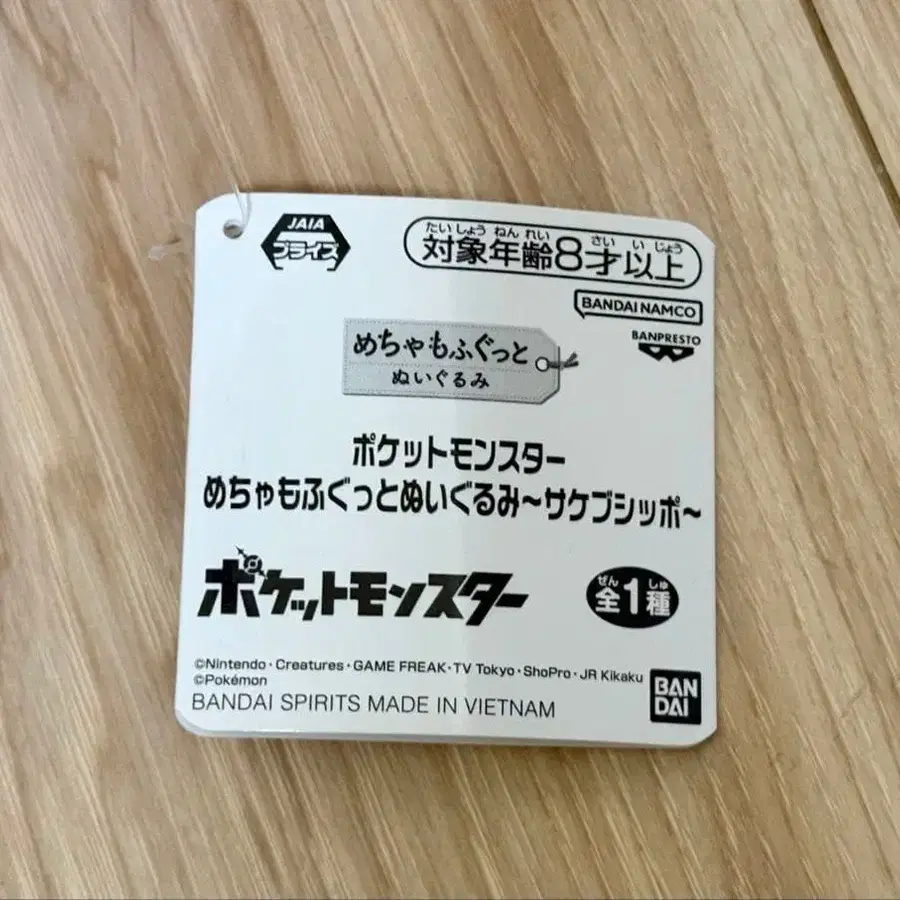 JAIA
プライズ
たいしょうねんれい さいいじょう
対象年齢8才以上
BANDAI NAMCO
BANPRESTO
めちゃもふぐっと
ぬいぐるみ
ポケットモンスター
めちゃもふぐっとぬいぐるみ～サケブシッポ～
ポケットモンスター
ぜん しゅ
全1種
©Nintendo・Creatures・GAME FREAK・TV Tokyo・ShoPro・JR Kikaku
©Pokémon
BANDAI SPIRITS MADE IN VIETNAM
BAN
DAI